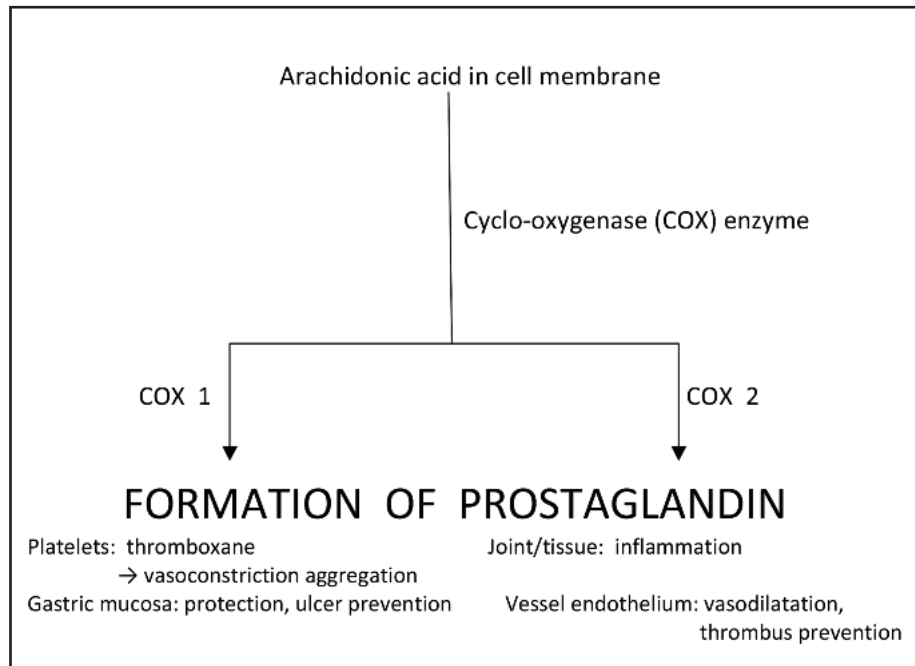 Arachidonic acid in cell membrane
Cyclo-oxygenase (COX) enzyme
COX 1
COX 2
FORMATION OF PROSTAGLANDIN
Platelets: thromboxane
→ vasoconstriction aggregation
Gastric mucosa: protection, ulcer prevention
Joint/tissue: inflammation
Vessel endothelium: vasodilatation,
thrombus prevention